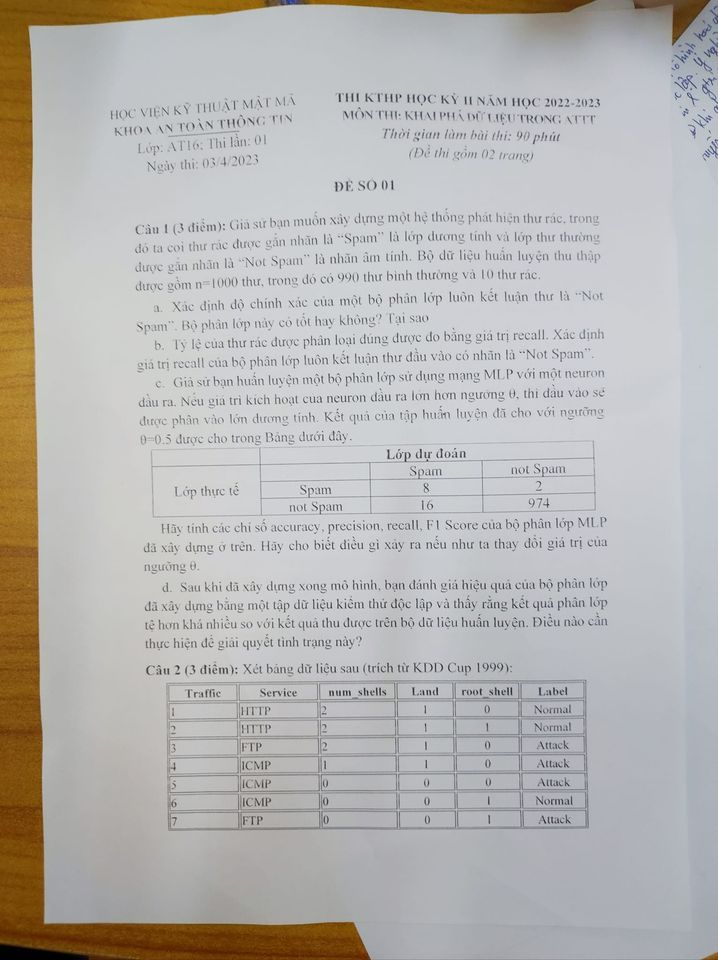 HỌC VIỆN KỸ THUẬT MẬT MÃ
KHOA AN TOÀN THÔNG TIN
Lớp: AT16; Thi lần: 01
Ngày thi: 03/4/2023
THI KTHP HỌC KỲ II NĂM HỌC 2022-2023
MÔN THI: KHAI PHÁ DỮ LIỆU TRONG ATTT
Thời gian làm bài thi: 90 phút
(Đề thi gồm 02 trang)
ĐỀ SỐ 01
Câu 1 (3 điểm): Giả sử bạn muốn xây dựng một hệ thống phát hiện thư rác, trong
đó ta coi thư rác được gắn nhãn là “Spam” là lớp dương tính và lớp thư thường
được gắn nhãn là “Not Spam” là nhãn âm tính. Bộ dữ liệu huấn luyện thu thập
được gồm n=1000 thư, trong đó có 990 thư bình thường và 10 thư rác.
a. Xác định độ chính xác của một bộ phân lớp luôn kết luận thư là “Not
Spam”. Bộ phân lớp này có tốt hay không? Tại sao
b. Tỷ lệ của thư rác được phân loại đúng được đo bằng giá trị recall. Xác định
giá trị recall của bộ phân lớp luôn kết luận thư đầu vào có nhãn là “Not Spam”.
c. Giả sử bạn huấn luyện một bộ phân lớp sử dụng mạng MLP với một neuron
đầu ra. Nếu giá trị kích hoạt cua neuron đầu ra lớn hơn ngưỡng θ, thì đầu vào sẽ
được phân vào lớn dương tính. Kết quả của tập huấn luyện đã cho với ngưỡng
θ=0.5 được cho trong Bảng dưới đây.
Lớp dự đoán
Spam not Spam
Lớp thực tế Spam 8 2
not Spam 16 974
Hãy tính các chỉ số accuracy, precision, recall, F1 Score của bộ phân lớp MLP
đã xây dựng ở trên. Hãy cho biết điều gì xảy ra nếu như ta thay đổi giá trị của
ngưỡng θ.
d. Sau khi đã xây dựng xong mô hình, bạn đánh giá hiệu quả của bộ phân lớp
đã xây dựng bằng một tập dữ liệu kiểm thử độc lập và thấy rằng kết quả phân lớp
tệ hơn khá nhiều so với kết quả thu được trên bộ dữ liệu huấn luyện. Điều nào cần
thực hiện để giải quyết tình trạng này?
Câu 2 (3 điểm): Xét bảng dữ liệu sau (trích từ KDD Cup 1999):
Traffic Service num_shells Land root_shell Label
1 HTTP 2 1 0 Normal
2 HTTP 2 1 1 Normal
3 FTP 2 1 0 Attack
4 ICMP 1 1 0 Attack
5 ICMP 0 0 0 Attack
6 ICMP 0 0 1 Normal
7 FTP 0 0 1 Attack